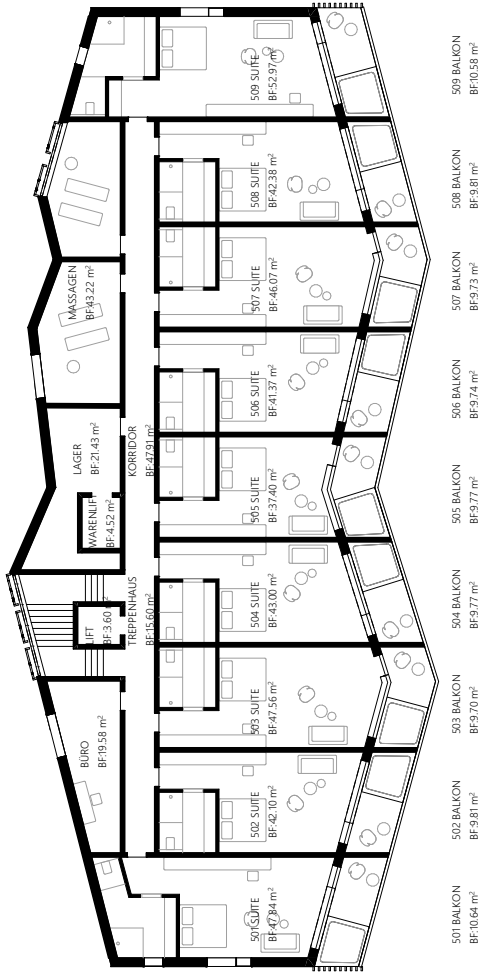 509 SUITE
BF:52.97 m²
509 BALKON
BF:10.58 m²
508 SUITE
BF:42.38 m²
508 BALKON
BF:9.81 m²
MASSAGEN
BF:43.22 m²
507 SUITE
BF:46.07 m²
507 BALKON
BF:9.73 m²
506 SUITE
BF:41.37 m²
506 BALKON
BF:9.74 m²
LAGER
BF:21.43 m²
KORRIDOR
BF:47.91 m²
505 SUITE
BF:37.40 m²
505 BALKON
BF:9.77 m²
WARENLIFT
BF:4.52 m²
LIFT
BF:3.60 m²
TREPPENHAUS
BF:15.60 m²
504 SUITE
BF:43.00 m²
504 BALKON
BF:9.77 m²
503 SUITE
BF:47.56 m²
503 BALKON
BF:9.70 m²
BÜRO
BF:19.58 m²
502 SUITE
BF:42.10 m²
502 BALKON
BF:9.81 m²
501 SUITE
BF:47.84 m²
501 BALKON
BF:10.64 m²